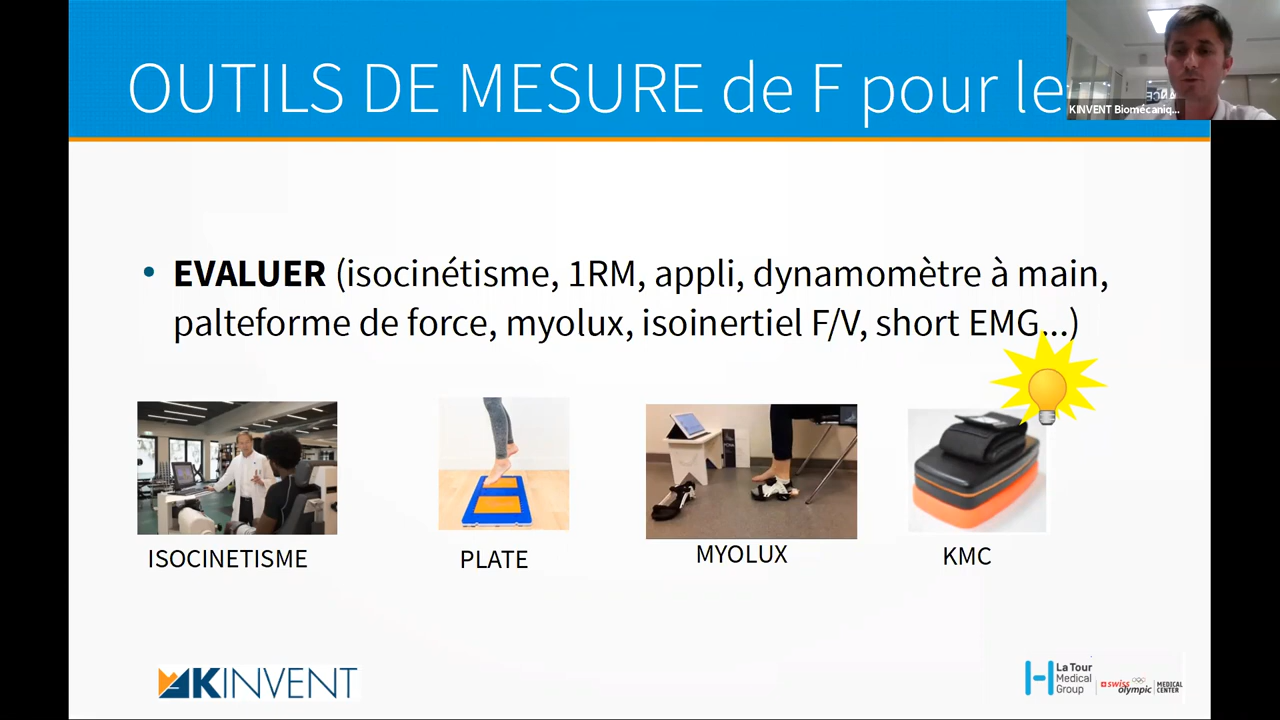 OUTILS DE MESURE de F pour le
KINVENT Biomécaniq...
• EVALUER (isocinétisme, 1RM, appli, dynamomètre à main,
palteforme de force, myolux, isoinertiel F/V, short EMG...)
ISOCINETISME
PLATE
MYOLUX
KMC
KINVENT
La Tour
Medical
Group
swiss
olympic
MEDICAL
CENTER